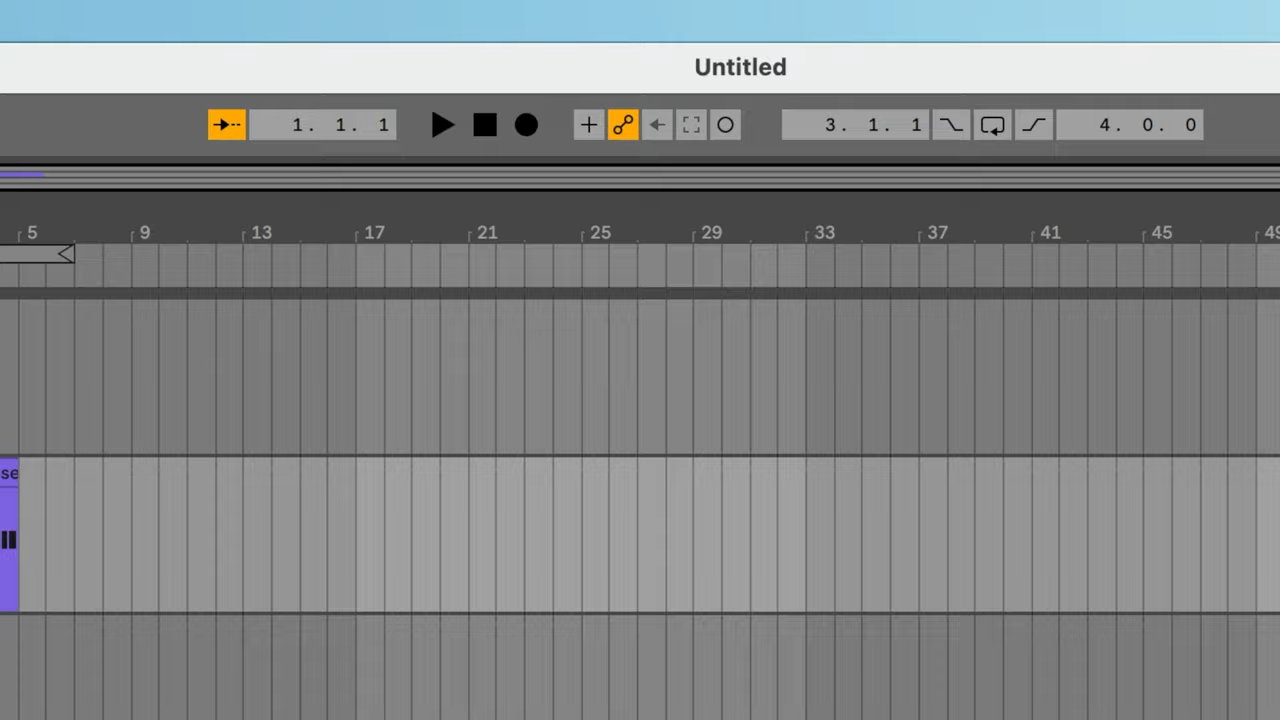 Untitled
1. 1. 1 3. 1. 1 4. 0. 0
5 9 13 17 21 25 29 33 37 41 45 49
se